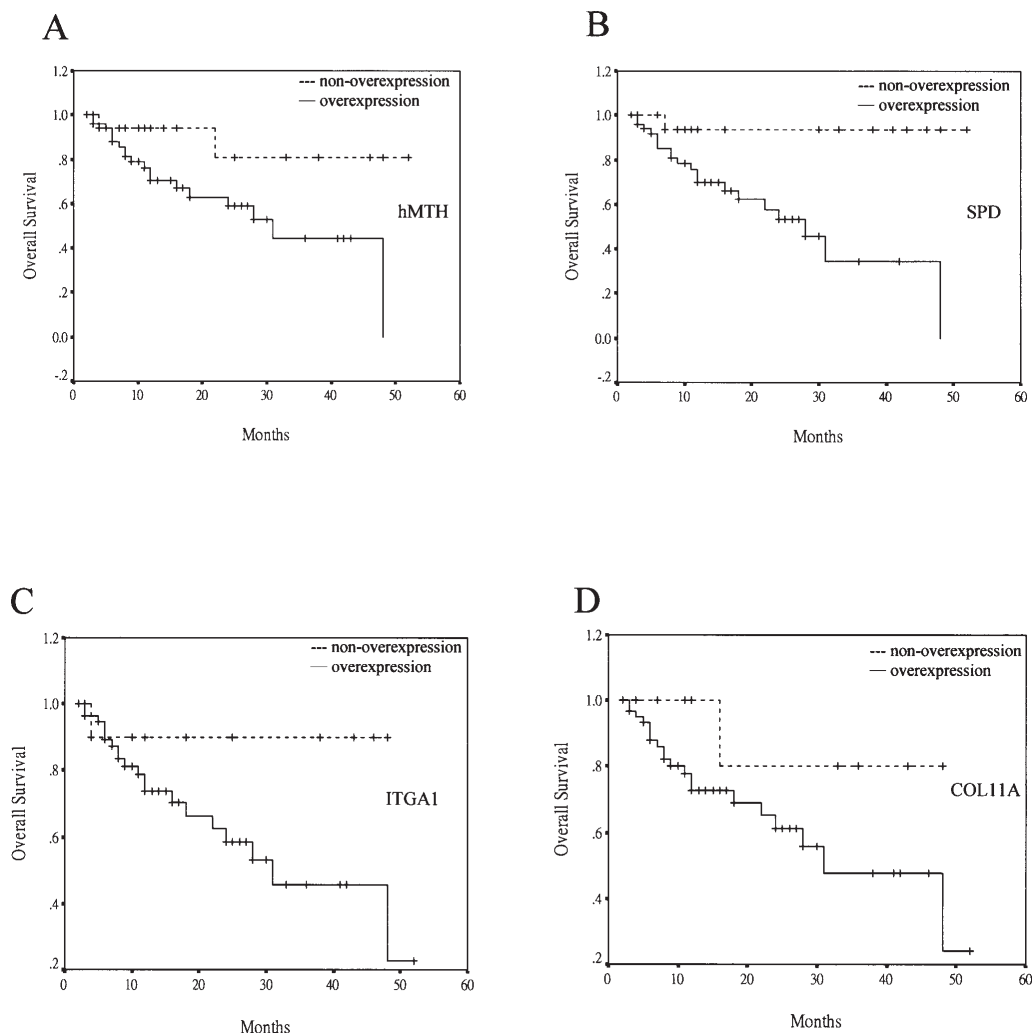 A
1.2
1.0
.8
.6
.4
.2
0.0
-.2
0
10
20
30
40
50
60
Overall Survival
Months
non-overexpression
overexpression
hMTH
B
1.2
1.0
.8
.6
.4
.2
0.0
-.2
0
10
20
30
40
50
60
Overall Survival
Months
non-overexpression
overexpression
SPD
C
1.2
1.0
.8
.6
.4
.2
0
10
20
30
40
50
60
Overall Survival
Months
non-overexpression
overexpression
ITGA1
D
1.2
1.0
.8
.6
.4
.2
0
10
20
30
40
50
60
Overall Survival
Months
non-overexpression
overexpression
COL11A